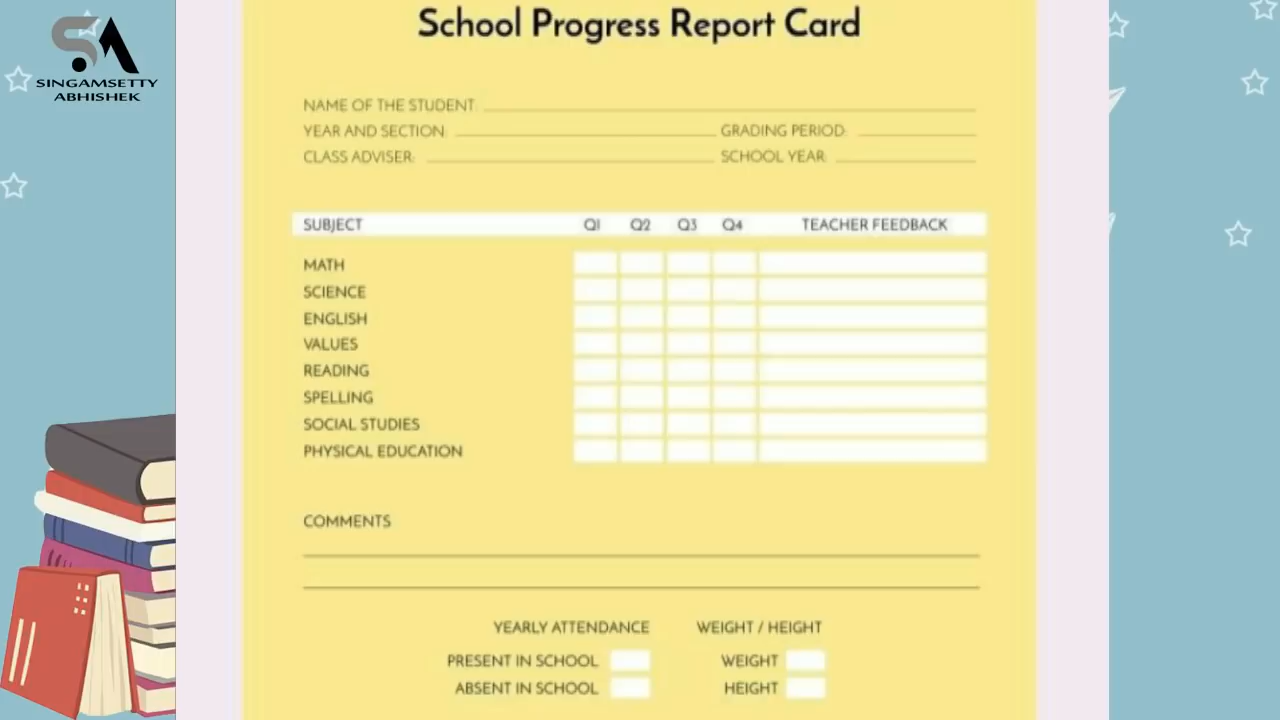 SA
SINGAMSETTY
ABHISHEK
School Progress Report Card
NAME OF THE STUDENT:
YEAR AND SECTION: GRADING PERIOD:
CLASS ADVISER: SCHOOL YEAR:
SUBJECT Q1 Q2 Q3 Q4 TEACHER FEEDBACK
MATH
SCIENCE
ENGLISH
VALUES
READING
SPELLING
SOCIAL STUDIES
PHYSICAL EDUCATION
COMMENTS
YEARLY ATTENDANCE WEIGHT / HEIGHT
PRESENT IN SCHOOL WEIGHT
ABSENT IN SCHOOL HEIGHT